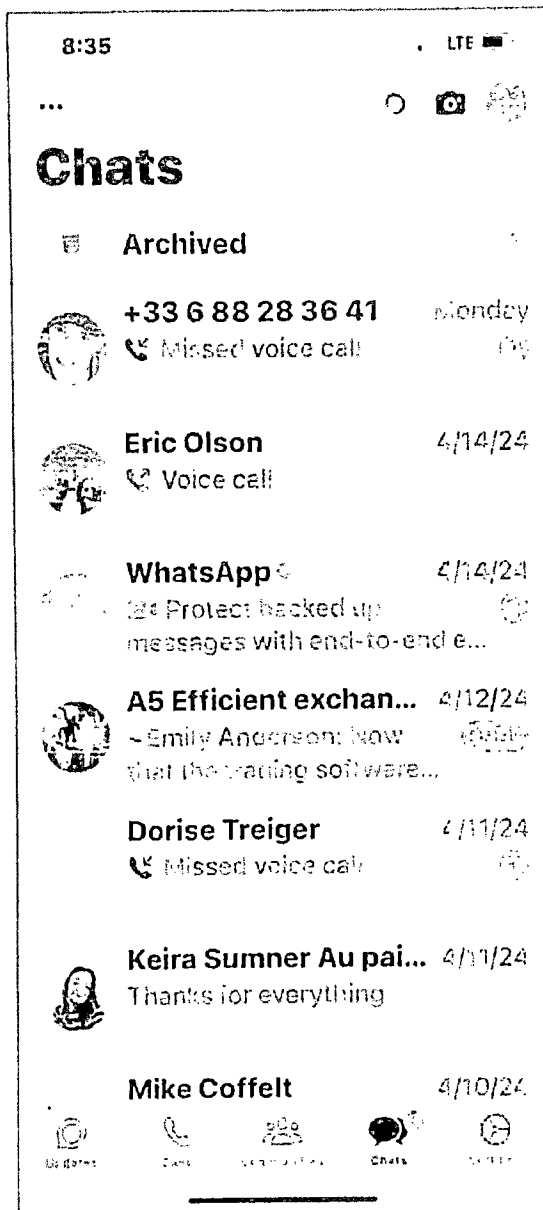 8:35
LTE
...
Chats
Archived
+33 6 88 28 36 41 Monday
Missed voice call
Eric Olson 4/14/24
Voice call
WhatsApp 4/14/24
Protect backed up
messages with end-to-end e...
A5 Efficient exchan... 4/12/24
~Emily Anderson: Now
that the trading software...
Dorise Treiger 4/11/24
Missed voice call
Keira Sumner Au pai... 4/11/24
Thanks for everything
Mike Coffelt 4/10/24
Updates Calls Communities Chats